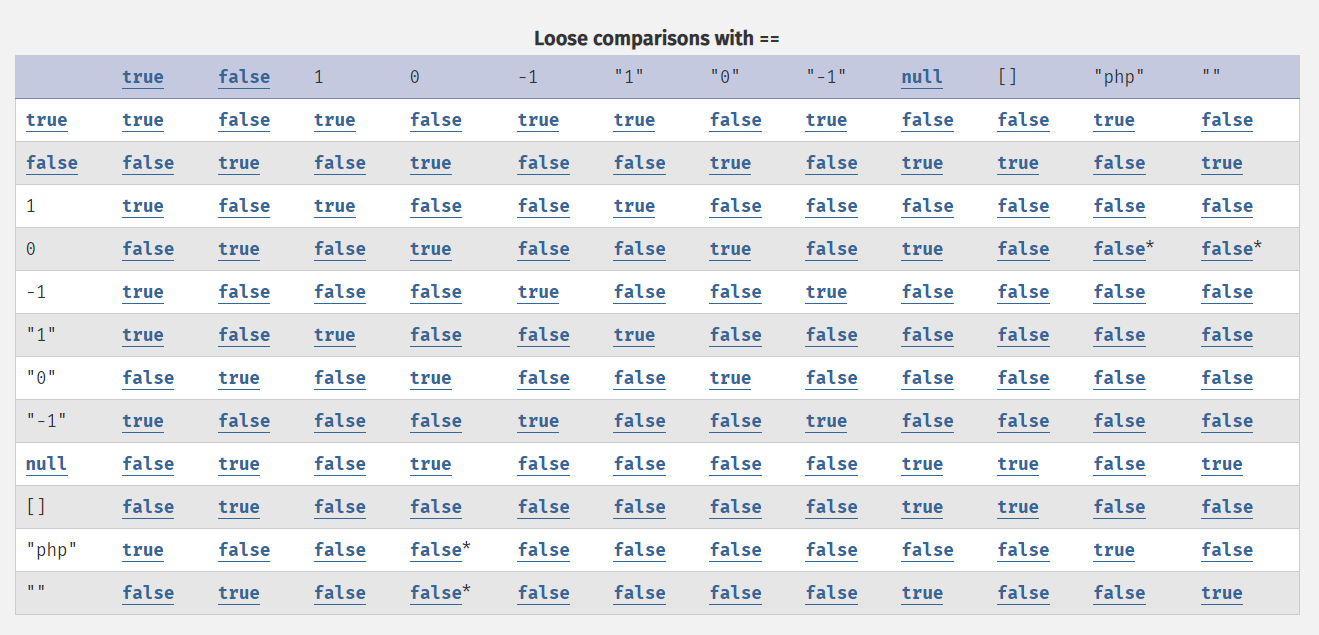 Loose comparisons with ==
true false 1 0 -1 "1" "0" "-1" null [] "php" ""
true true false true false true true false true false false true false
false false true false true false false true false true true false true
1 true false true false false true false false false false false false
0 false true false true false false true false true false false* false*
-1 true false false false true false false true false false false false
"1" true false true false false true false false false false false false
"0" false true false true false false true false false false false false
"-1" true false false false true false false true false false false false
null false true false true false false false false true true false true
[] false true false false false false false false true true false false
"php" true false false false* false false false false false false true false
"" false true false false* false false false false true false false true